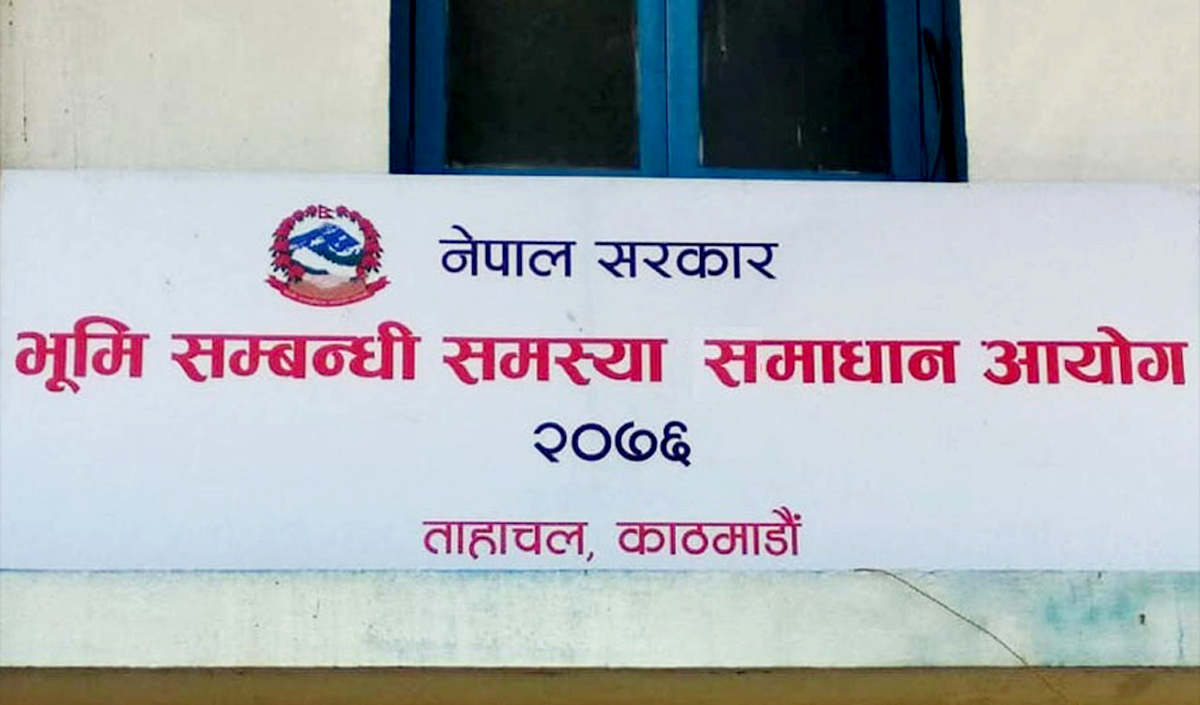 नेपाल सरकार
भूमि सम्बन्धी समस्या समाधान आयोग
२०७६
ताहाचल, काठमाडौं